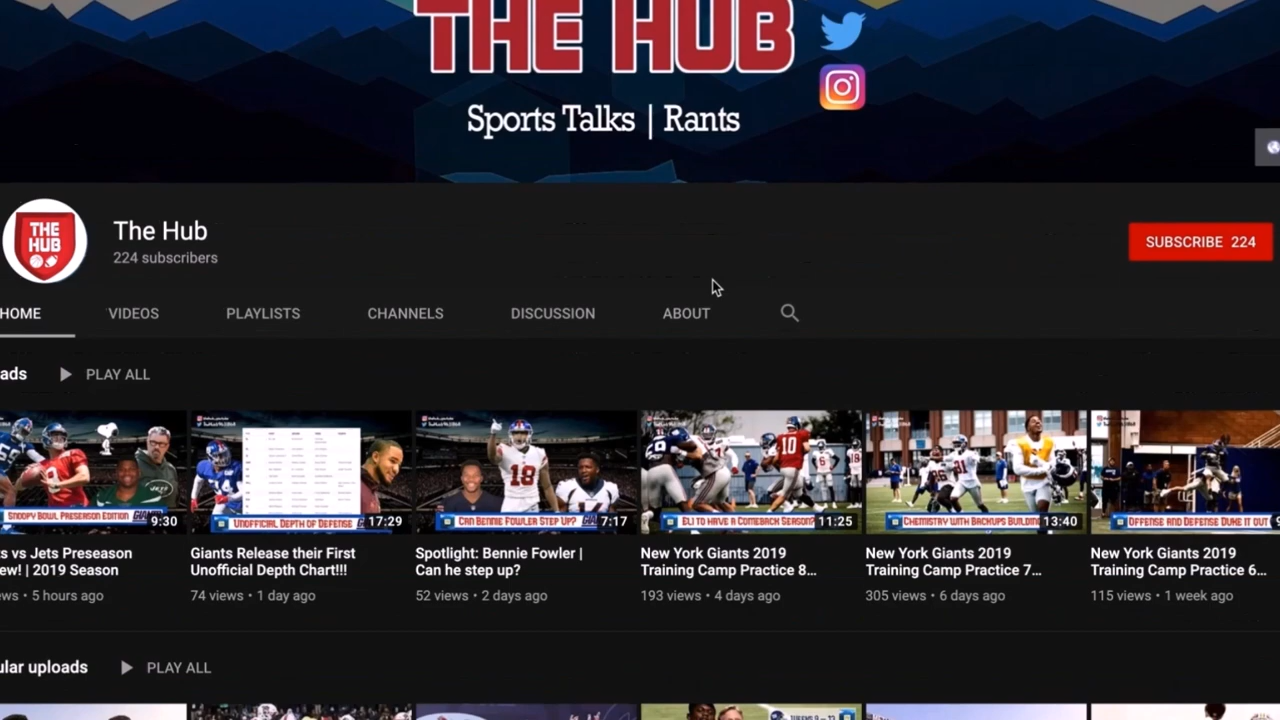 THE HUB
Sports Talks | Rants
THE
HUB
The Hub
224 subscribers
SUBSCRIBE 224
HOME
VIDEOS
PLAYLISTS
CHANNELS
DISCUSSION
ABOUT
ads
PLAY ALL
SNOOPY BOWL PRESEASON EDITION
9:30
UNOFFICIAL DEPTH OF DEFENSE
17:29
CAN BENNIE FOWLER STEP UP?
7:17
ELI TO HAVE A COMEBACK SEASON?
11:25
CHEMISTRY WITH BACKUPS BUILDING
13:40
OFFENSE AND DEFENSE DUKE IT OUT
s vs Jets Preseason
ew! | 2019 Season
ws • 5 hours ago
Giants Release their First
Unofficial Depth Chart!!!
74 views • 1 day ago
Spotlight: Bennie Fowler |
Can he step up?
52 views • 2 days ago
New York Giants 2019
Training Camp Practice 8...
193 views • 4 days ago
New York Giants 2019
Training Camp Practice 7...
305 views • 6 days ago
New York Giants 2019
Training Camp Practice 6...
115 views • 1 week ago
ular uploads
PLAY ALL